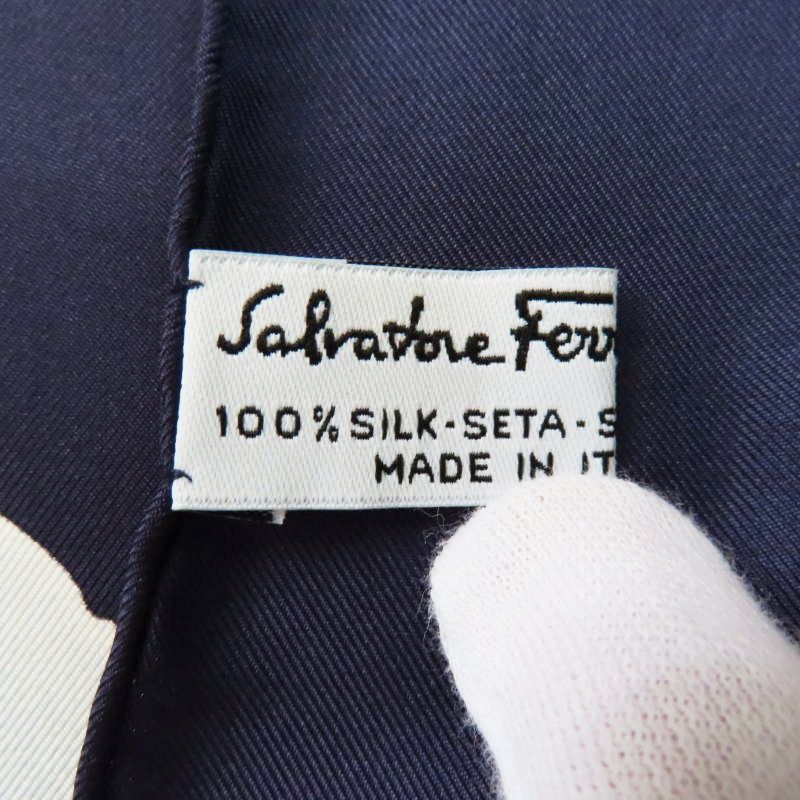 Salvatore Ferr
100% SILK-SETA-S
MADE IN IT